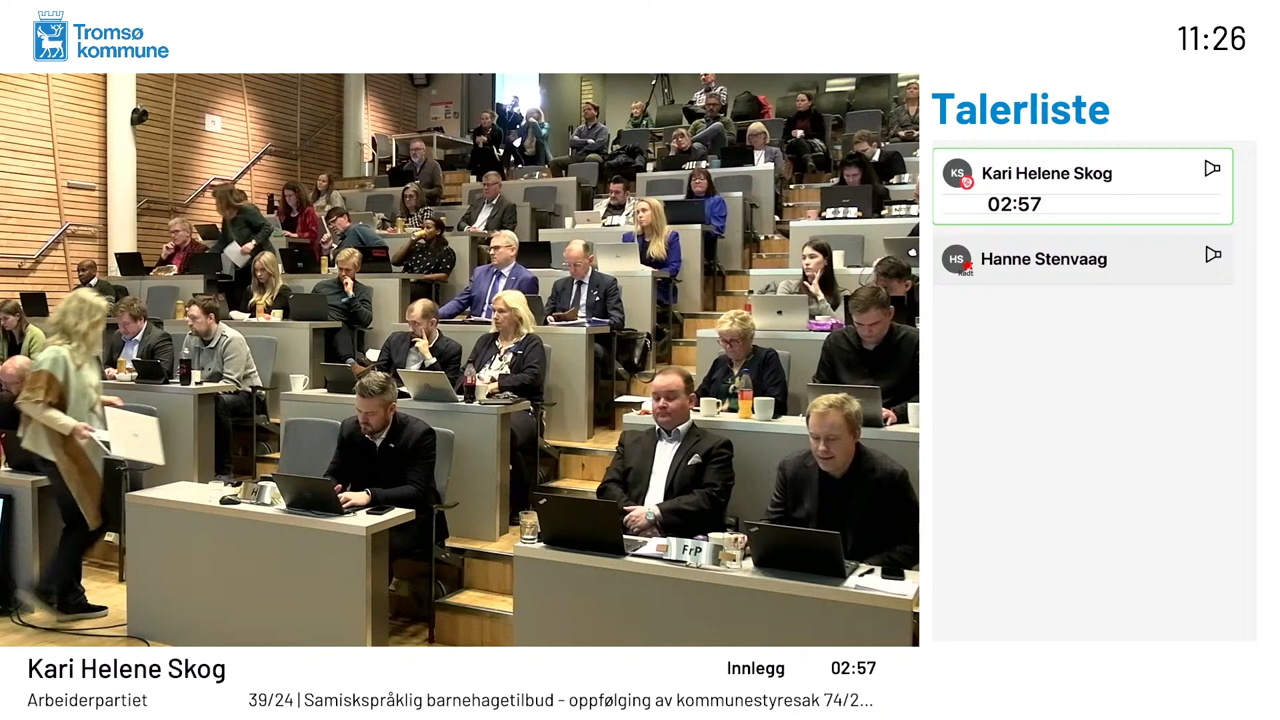 Tromsø
kommune
11:26
Talerliste
KS
Kari Helene Skog
02:57
HS
Rødt
Hanne Stenvaag
H
FrP
Kari Helene Skog
Innlegg
02:57
Arbeiderpartiet
39/24 | Samiskspråklig barnehagetilbud - oppfølging av kommunestyresak 74/2...